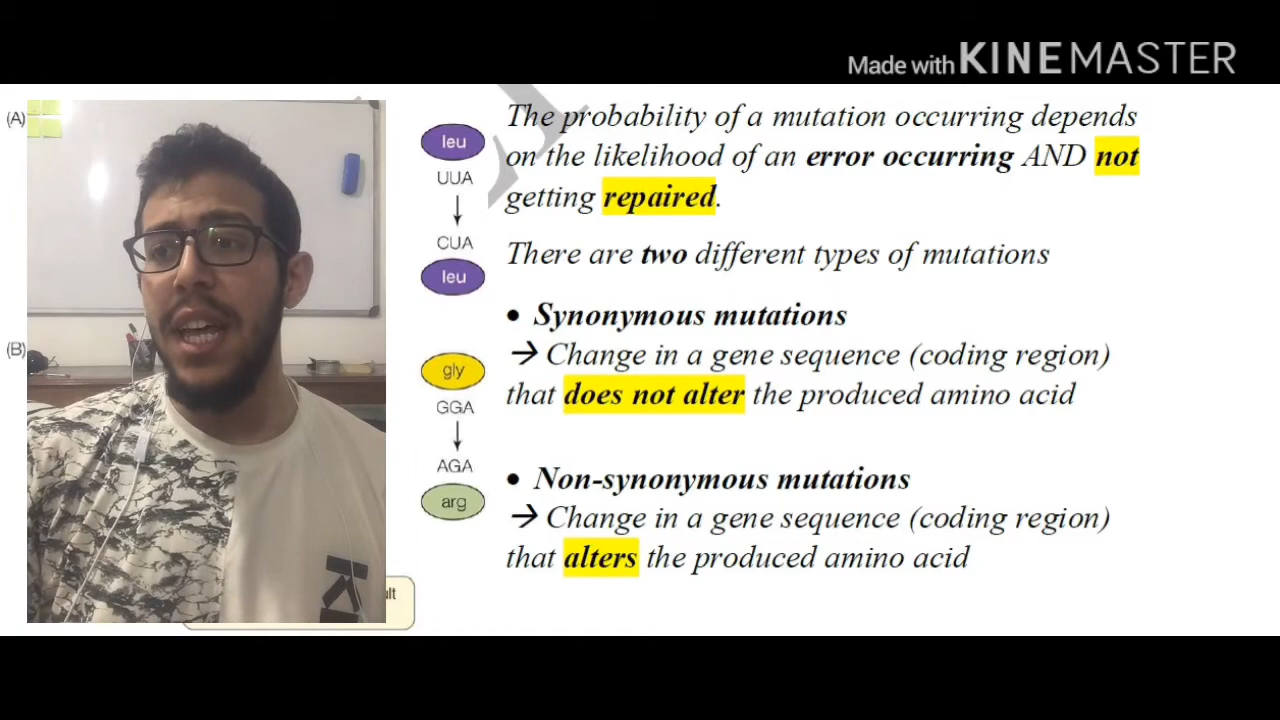 Made with KINEMASTER
(A)
leu
UUA
CUA
leu
(B)
gly
GGA
AGA
arg
The probability of a mutation occurring depends
on the likelihood of an error occurring AND not
getting repaired.
There are two different types of mutations
• Synonymous mutations
→ Change in a gene sequence (coding region)
that does not alter the produced amino acid
• Non-synonymous mutations
→ Change in a gene sequence (coding region)
that alters the produced amino acid